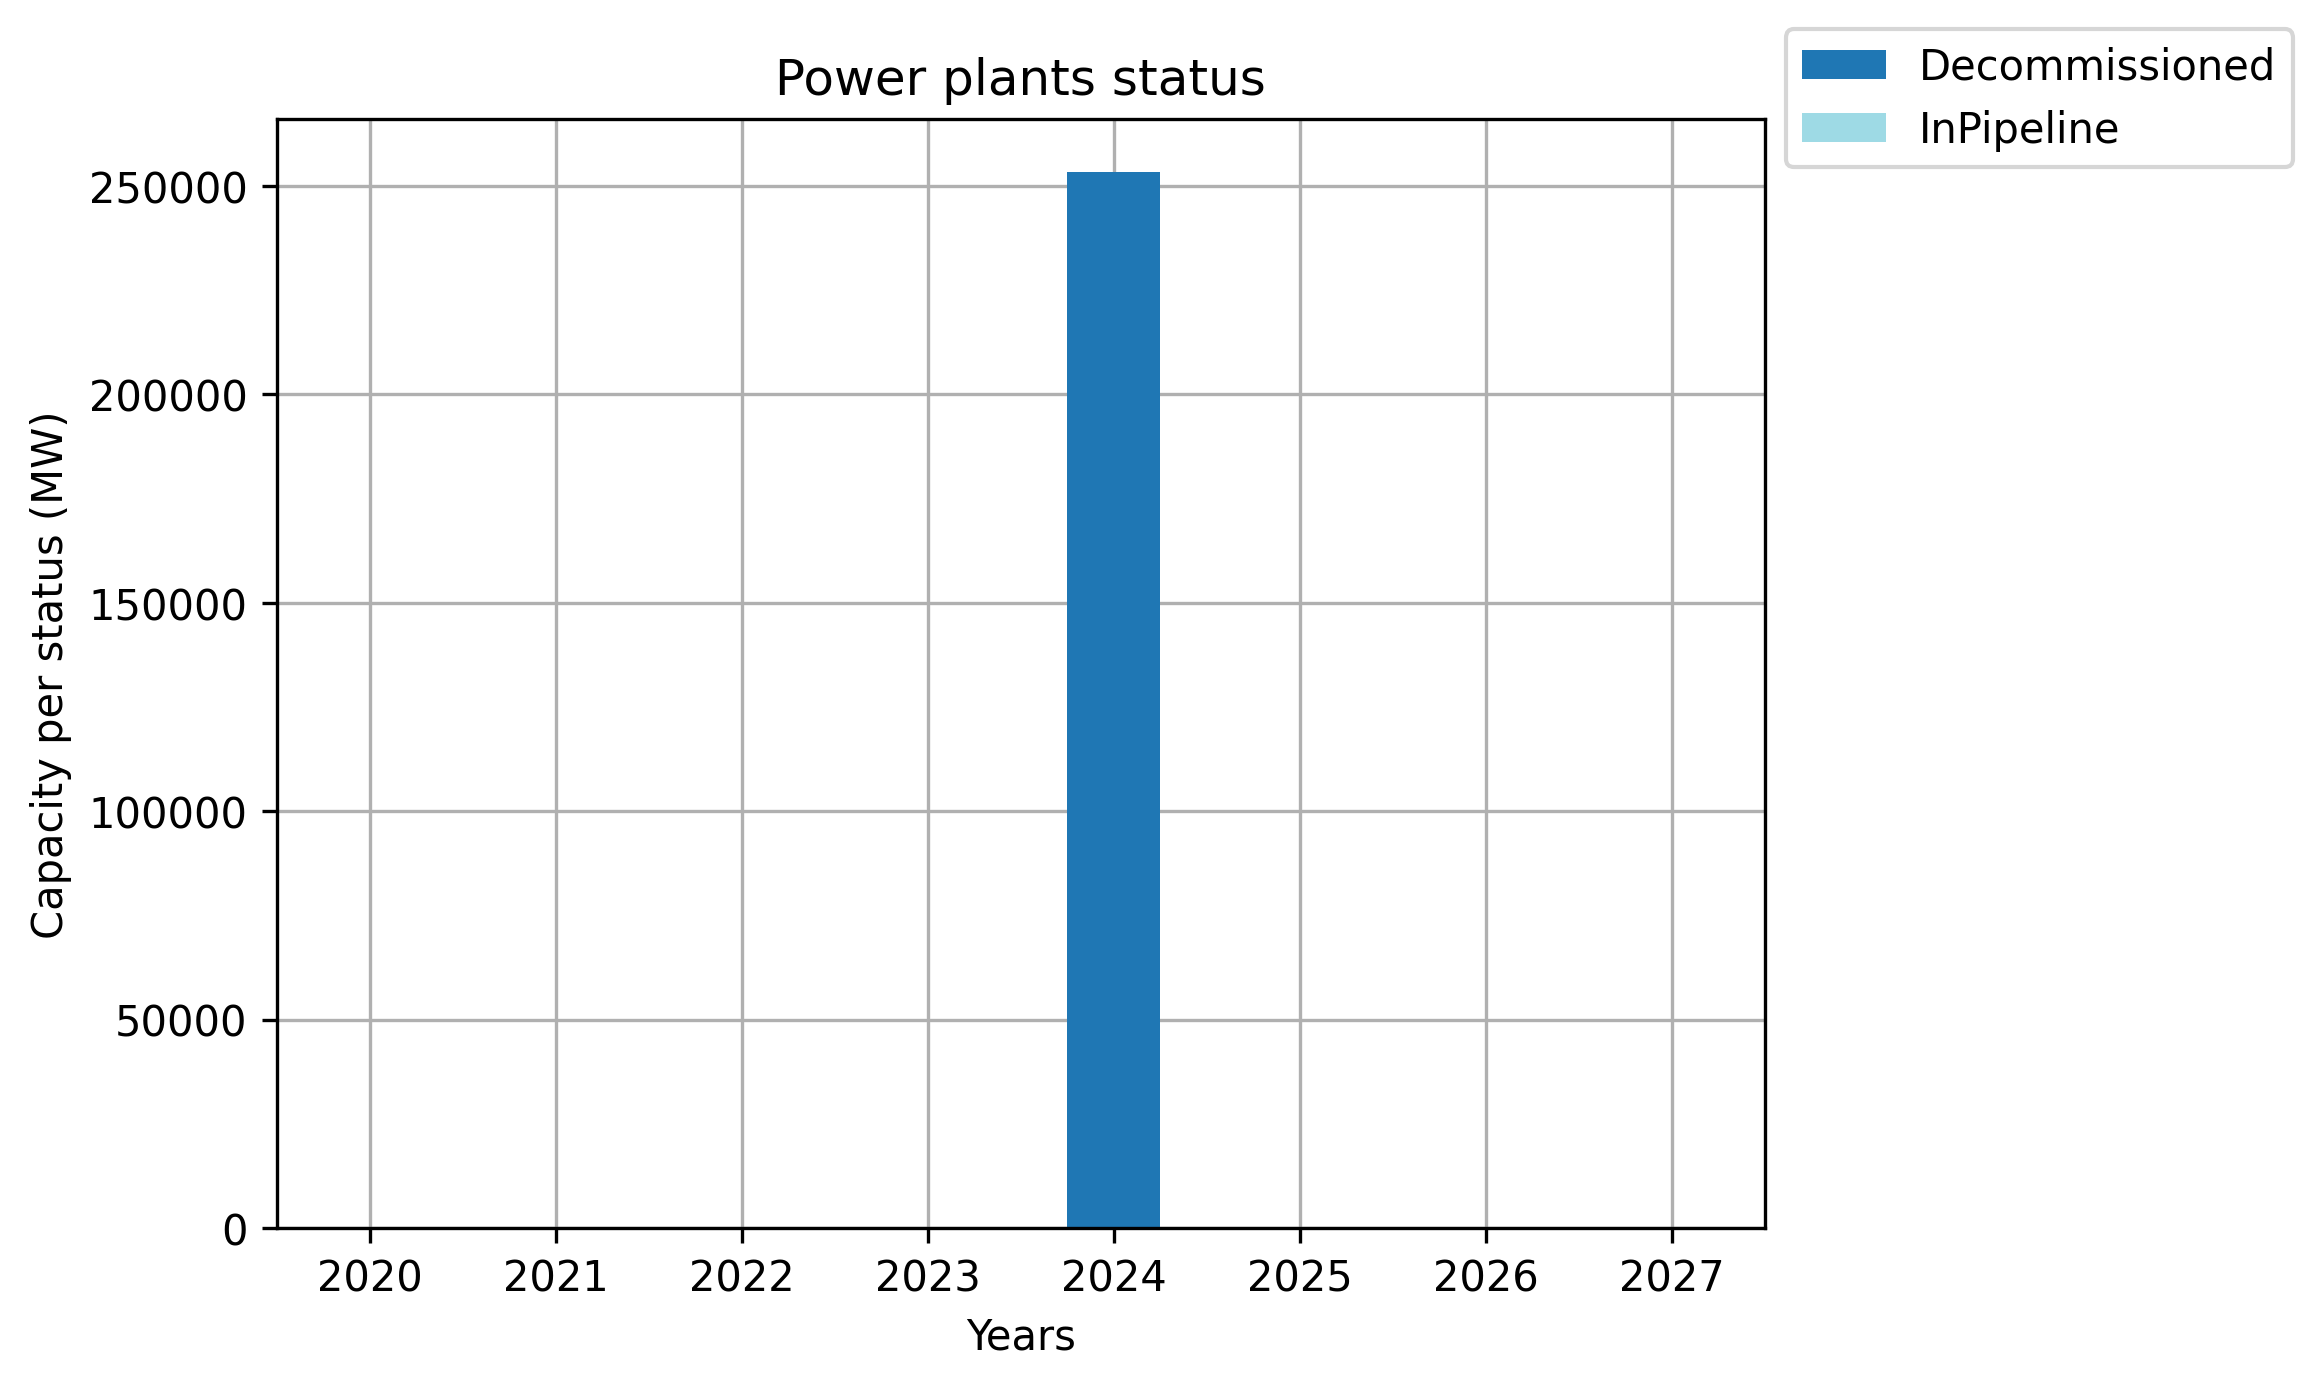 Power plants status
Decommissioned
InPipeline
Capacity per status (MW)
250000
200000
150000
100000
50000
0
2020 2021 2022 2023 2024 2025 2026 2027
Years